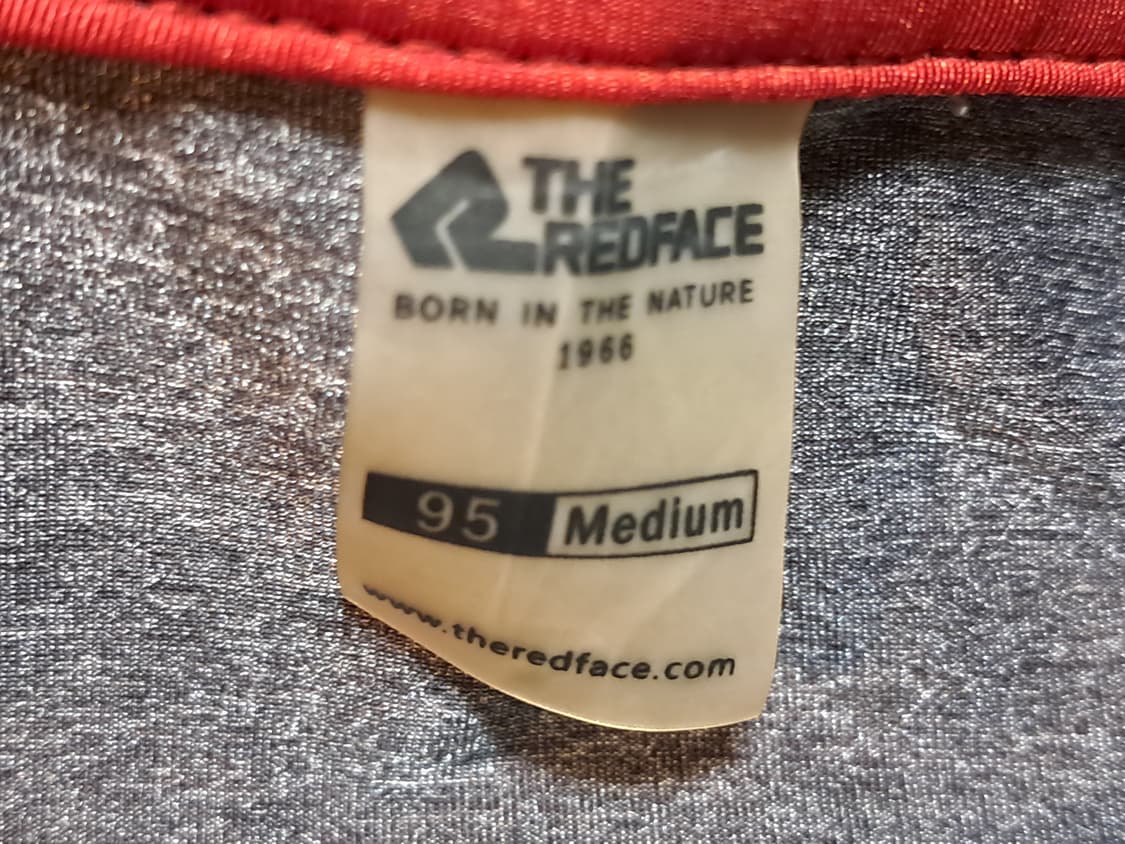 THE
REDFACE
BORN IN THE NATURE
1966
95 Medium
www.theredface.com